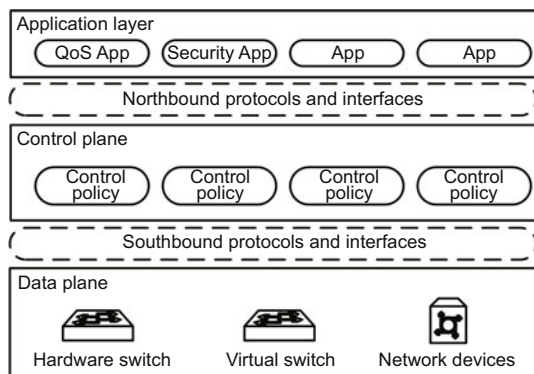 Application layer
QoS App Security App App App
Northbound protocols and interfaces
Control plane
Control policy Control policy Control policy Control policy
Southbound protocols and interfaces
Data plane
Hardware switch Virtual switch Network devices